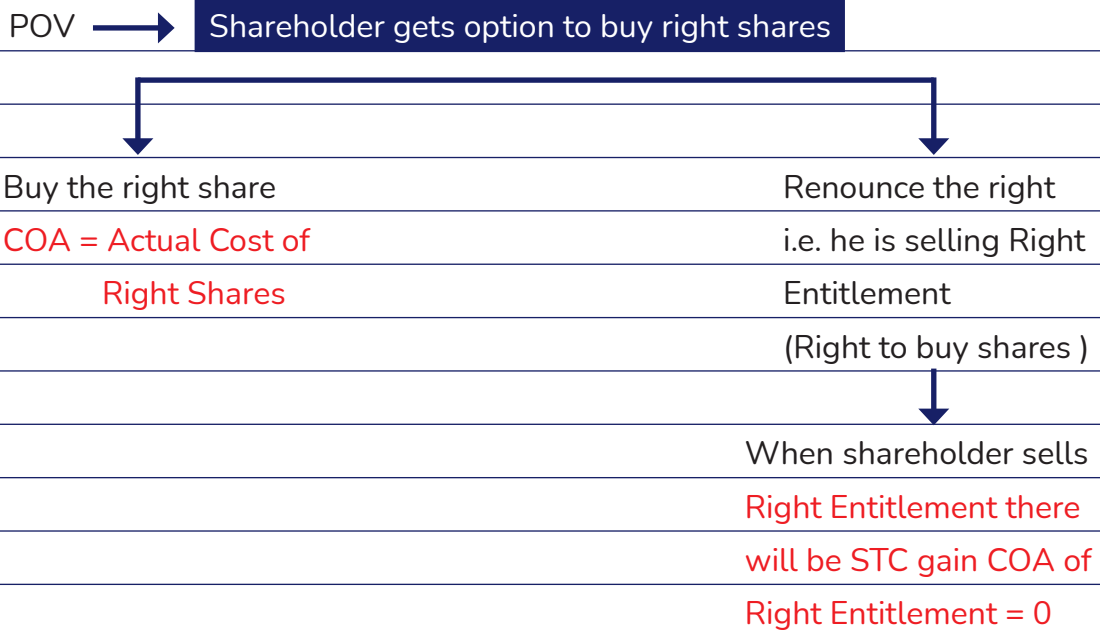 POV
Shareholder gets option to buy right shares
Buy the right share
COA = Actual Cost of
Right Shares
Renounce the right
i.e. he is selling Right
Entitlement
(Right to buy shares )
When shareholder sells
Right Entitlement there
will be STC gain COA of
Right Entitlement = 0